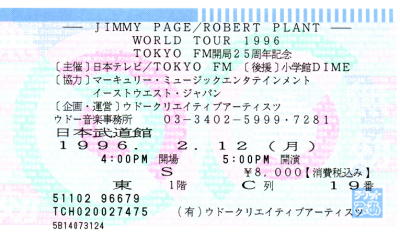 JIMMY PAGE/ROBERT PLANT
WORLD TOUR 1996
TOKYO FM開局25周年記念
〔主催〕日本テレビ/TOKYO FM 〔後援〕小学館DIME
〔協力〕マーキュリー・ミュージックエンタテインメント
イーストウエスト・ジャパン
〔企画・運営〕ウドークリエイティブアーティスツ
ウドー音楽事務所 03-3402-5999・7281
日本武道館
1996. 2.12(月)
4:00PM 開場 5:00PM 開演
S ¥8,000【消費税込み】
東 1階 C列 19番
51102 96679
TCH020027475 (有)ウドークリエイティブアーティスツ
5B14073124